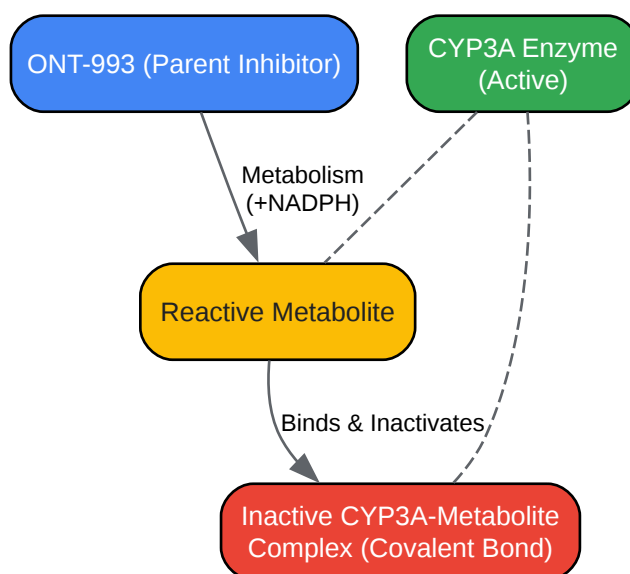 ONT-993 (Parent Inhibitor)
CYP3A Enzyme
(Active)
Metabolism
(+NADPH)
Reactive Metabolite
Binds & Inactivates
Inactive CYP3A-Metabolite
Complex (Covalent Bond)